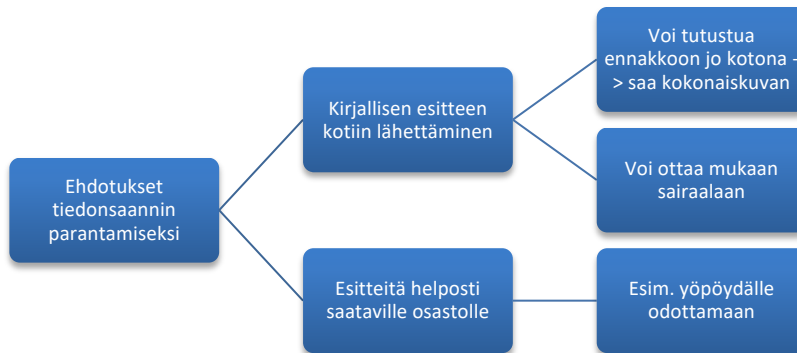 Voi tutustua
ennakkoon jo kotona -
> saa kokonaiskuvan
Kirjallisen esitteen
kotiin lähettäminen
Voi ottaa mukaan
sairaalaan
Ehdotukset
tiedonsaannin
parantamiseksi
Esitteitä helposti
saataville osastolle
Esim. yöpöydälle
odottamaan